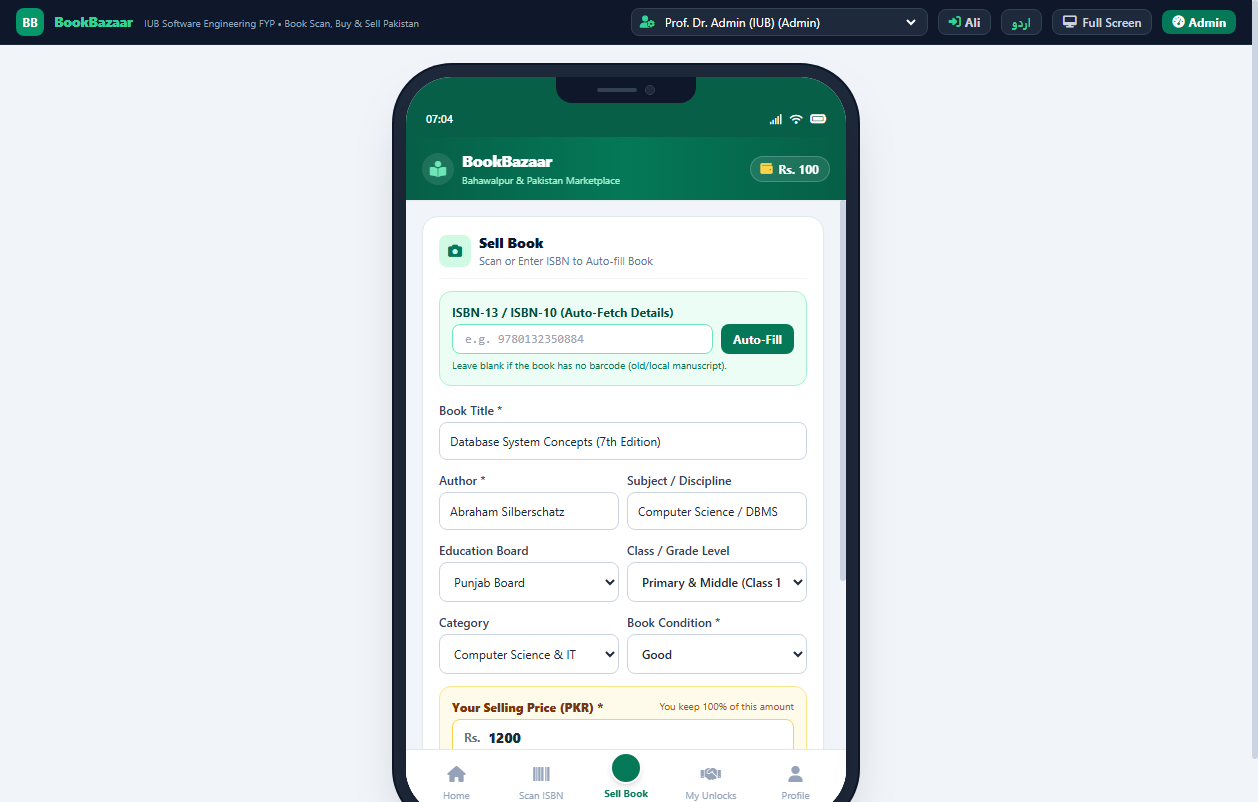 BB BookBazaar IUB Software Engineering FYP • Book Scan, Buy & Sell Pakistan Prof. Dr. Admin (IUB) (Admin) Ali اردو Full Screen Admin
07:04
BookBazaar
Bahawalpur & Pakistan Marketplace
Rs. 100
Sell Book
Scan or Enter ISBN to Auto-fill Book
ISBN-13 / ISBN-10 (Auto-Fetch Details)
e.g. 9780132350884 Auto-Fill
Leave blank if the book has no barcode (old/local manuscript).
Book Title *
Database System Concepts (7th Edition)
Author * Subject / Discipline
Abraham Silberschatz Computer Science / DBMS
Education Board Class / Grade Level
Punjab Board Primary & Middle (Class 1
Category Book Condition *
Computer Science & IT Good
Your Selling Price (PKR) * You keep 100% of this amount
Rs. 1200
Home Scan ISBN Sell Book My Unlocks Profile